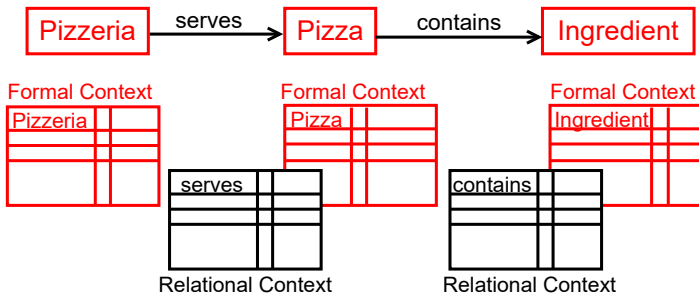 Pizzeria serves Pizza contains Ingredient
Formal Context Formal Context Formal Context
Pizzeria Pizza Ingredient
serves contains
Relational Context Relational Context